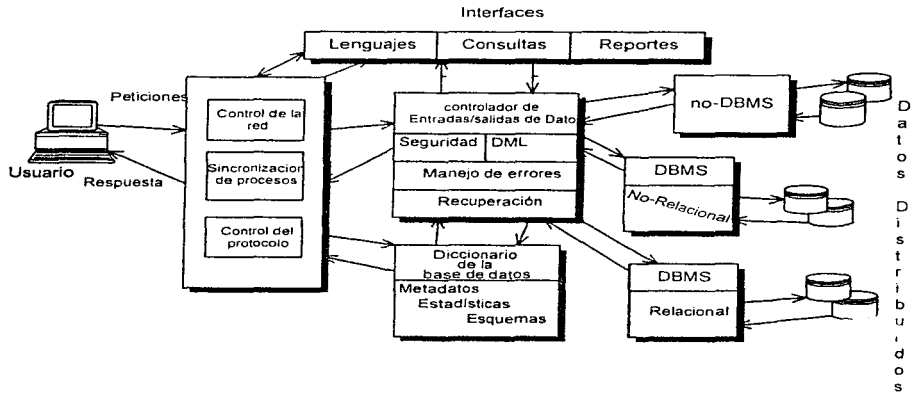 Interfaces
Lenguajes
Consultas
Reportes
Peticiones
Usuario
Respuesta
Control de la
red
Sincronización
de procesos
Control del
protocolo
controlador de
Entradas/salidas de Dato
Seguridad
DML
Manejo de errores
Recuperación
Diccionario
de la
base de datos
Metadatos
Estadísticas
Esquemas
no-DBMS
DBMS
No-Relacional
DBMS
Relacional
Datos Distribuidos